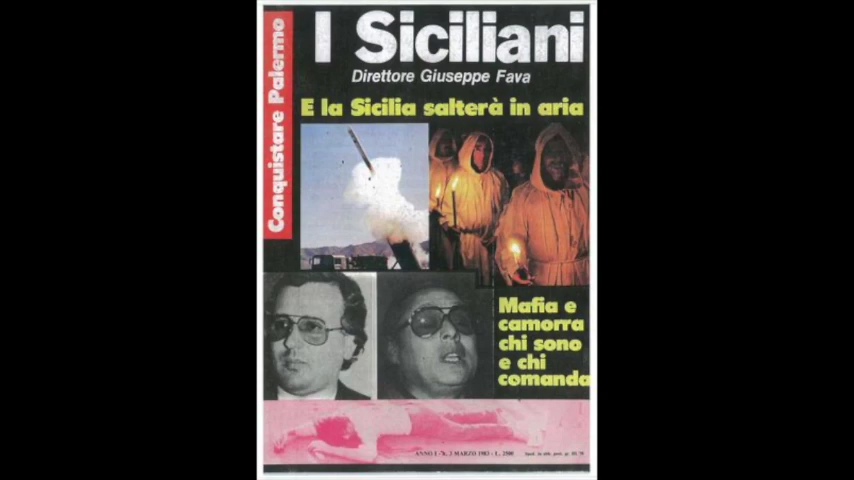 Conquistare Palermo
I Siciliani
Direttore Giuseppe Fava
E la Sicilia salterà in aria
Mafia e
camorra
chi sono
e chi
comanda
ANNO I - N. 3 MARZO 1983 - L. 2500